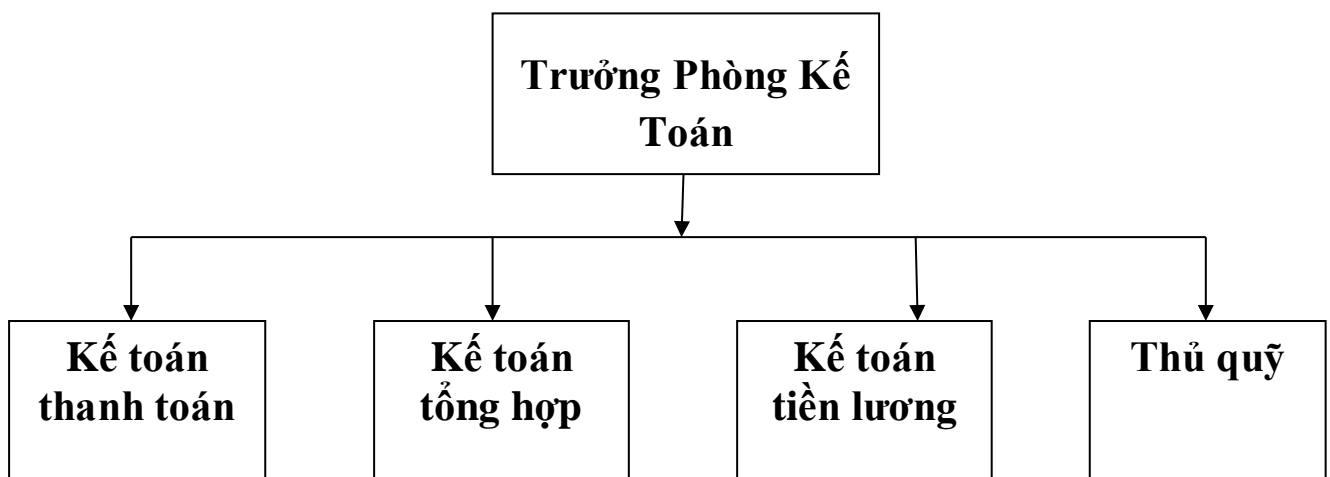 Trưởng Phòng Kế
Toán
Kế toán
thanh toán
Kế toán
tổng hợp
Kế toán
tiền lương
Thủ quỹ